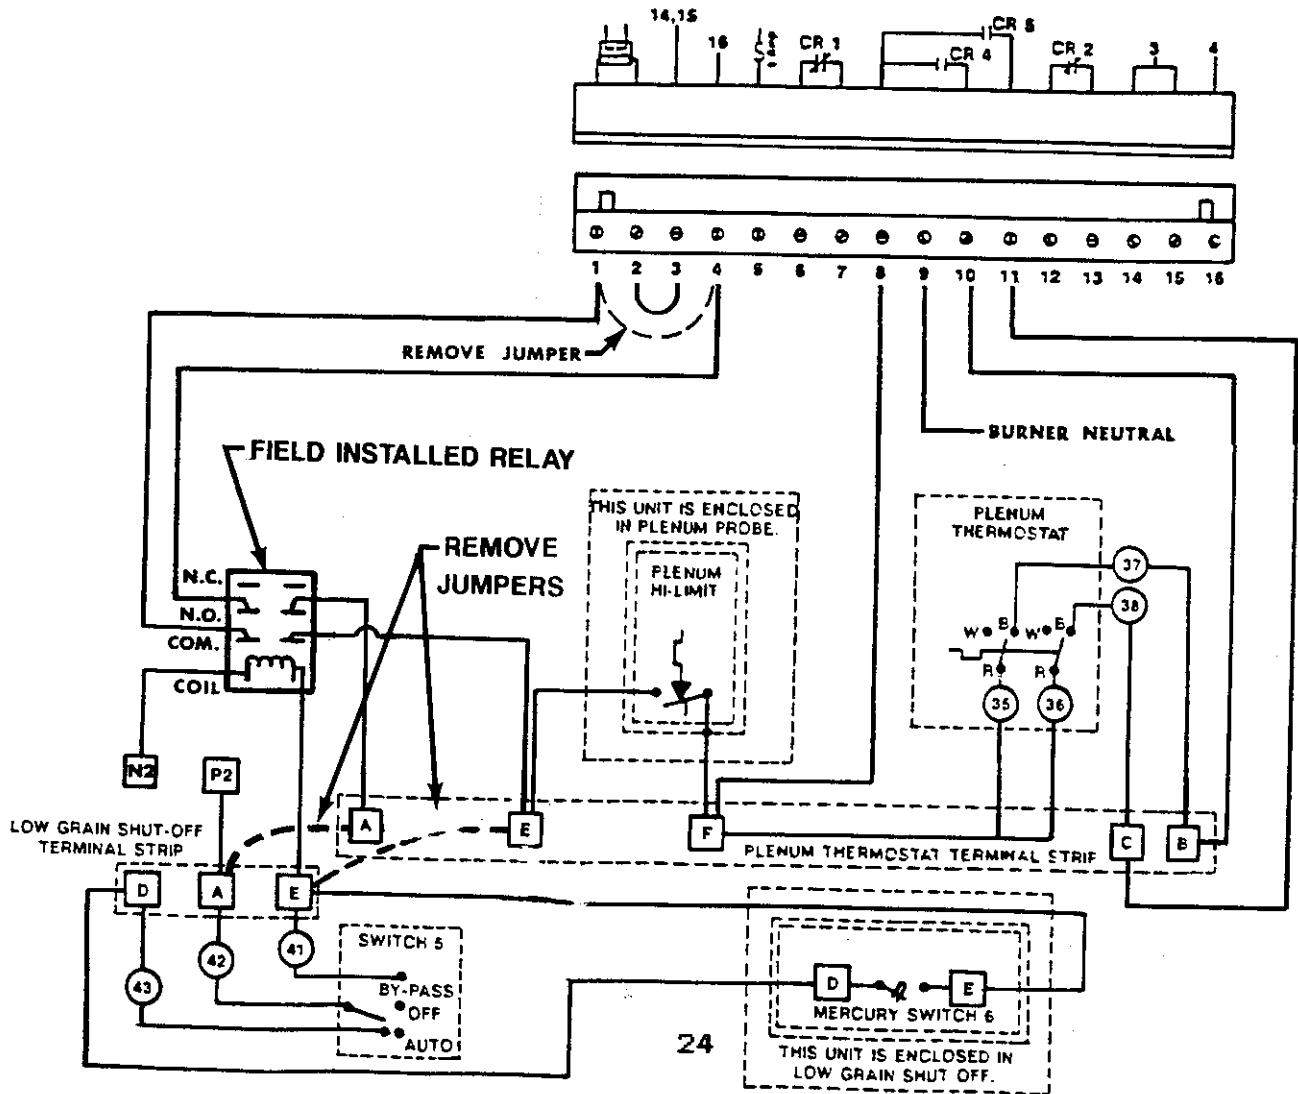 14,15
16
CR 1
CR 5
CR 4
CR 2
3
4
1 2 3 4 5 6 7 8 9 10 11 12 13 14 15 16
REMOVE JUMPER
BURNER NEUTRAL
FIELD INSTALLED RELAY
REMOVE
JUMPERS
N.C.
N.O.
COM.
COIL
THIS UNIT IS ENCLOSED
IN PLENUM PROBE.
PLENUM
HI-LIMIT
PLENUM
THERMOSTAT
37
38
W B W B
R R
35 36
N2
P2
LOW GRAIN SHUT-OFF
TERMINAL STRIP
A E F C B
PLENUM THERMOSTAT TERMINAL STRIP
D A E
41
42
43
SWITCH 5
BY-PASS
OFF
AUTO
D E
MERCURY SWITCH 6
THIS UNIT IS ENCLOSED IN
LOW GRAIN SHUT OFF.
24